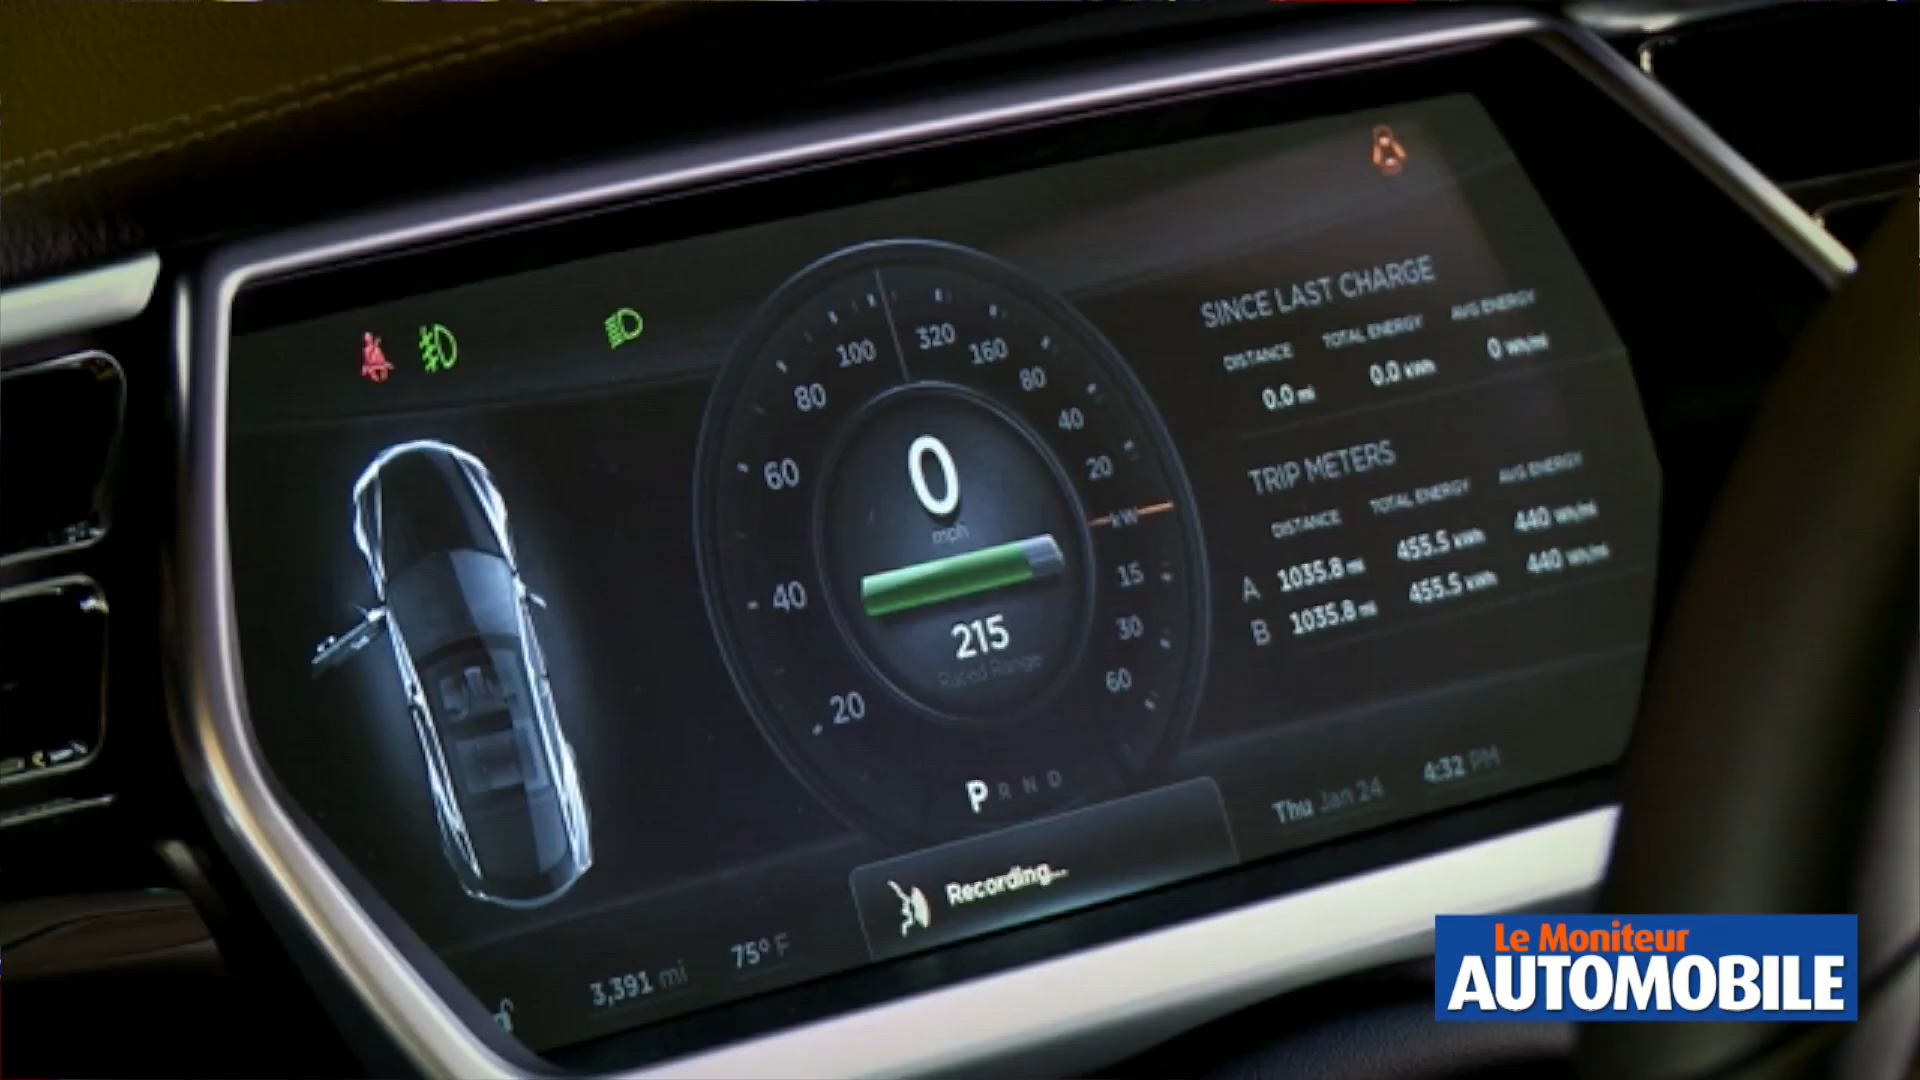 SINCE LAST CHARGE
DISTANCE TOTAL ENERGY AVG ENERGY
0.0 mi 0.0 kWh 0 Wh/mi
TRIP METERS
DISTANCE TOTAL ENERGY AVG ENERGY
A 1035.8 mi 455.5 kWh 440 Wh/mi
B 1035.8 mi 455.5 kWh 440 Wh/mi
100 320
160
80 80
40
60 20
kW
40 15
30
20 60
0
mph
215
Rated Range
P R N D
Thu Jan 24 4:32 PM
Recording...
3,391 mi 75° F
Le Moniteur
AUTOMOBILE